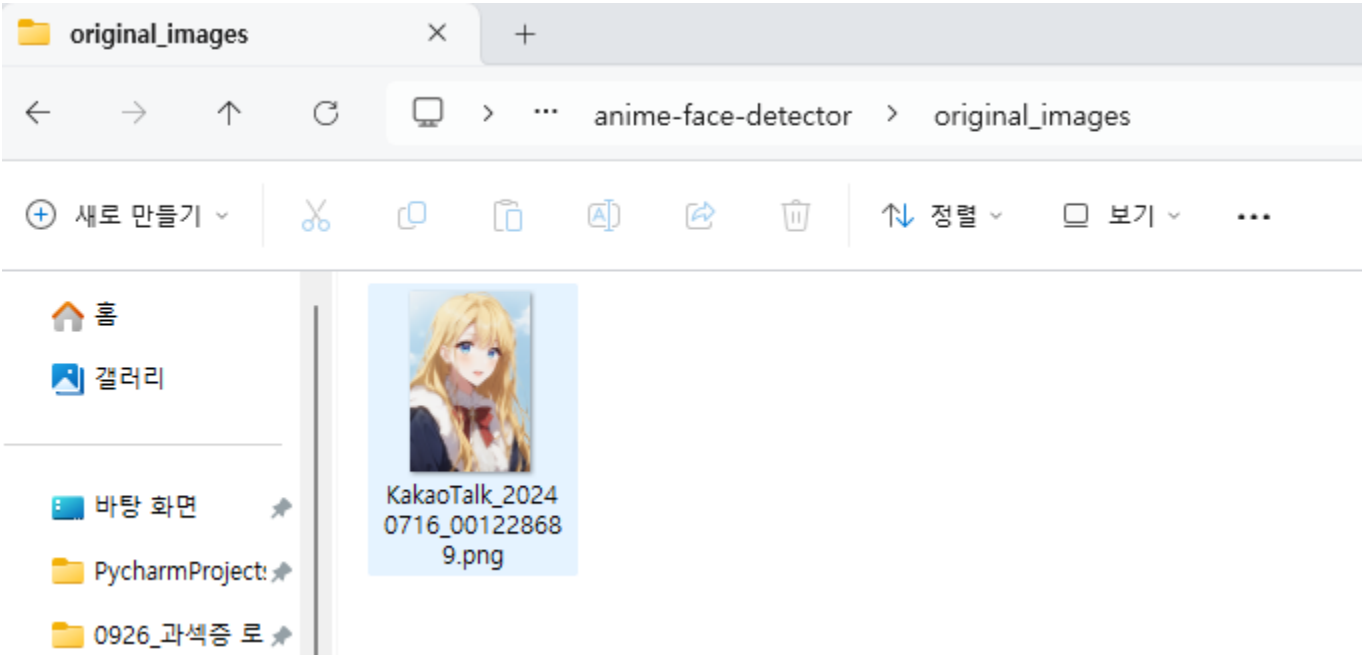 original_images
anime-face-detector
original_images
새로 만들기
정렬
보기
홈
갤러리
바탕 화면
PycharmProject
0926_과섹증 로
KakaoTalk_2024
0716_00122868
9.png